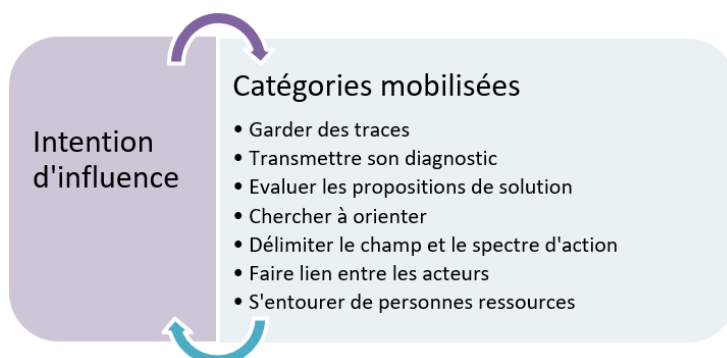 Intention
d'influence
Catégories mobilisées
• Garder des traces
• Transmettre son diagnostic
• Evaluer les propositions de solution
• Chercher à orienter
• Délimiter le champ et le spectre d'action
• Faire lien entre les acteurs
• S'entourer de personnes ressources